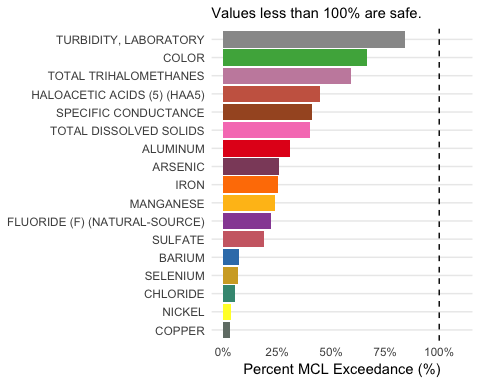 Values less than 100% are safe.
TURBIDITY, LABORATORY
COLOR
TOTAL TRIHALOMETHANES
HALOACETIC ACIDS (5) (HAA5)
SPECIFIC CONDUCTANCE
TOTAL DISSOLVED SOLIDS
ALUMINUM
ARSENIC
IRON
MANGANESE
FLUORIDE (F) (NATURAL-SOURCE)
SULFATE
BARIUM
SELENIUM
CHLORIDE
NICKEL
COPPER
0% 25% 50% 75% 100%
Percent MCL Exceedance (%)